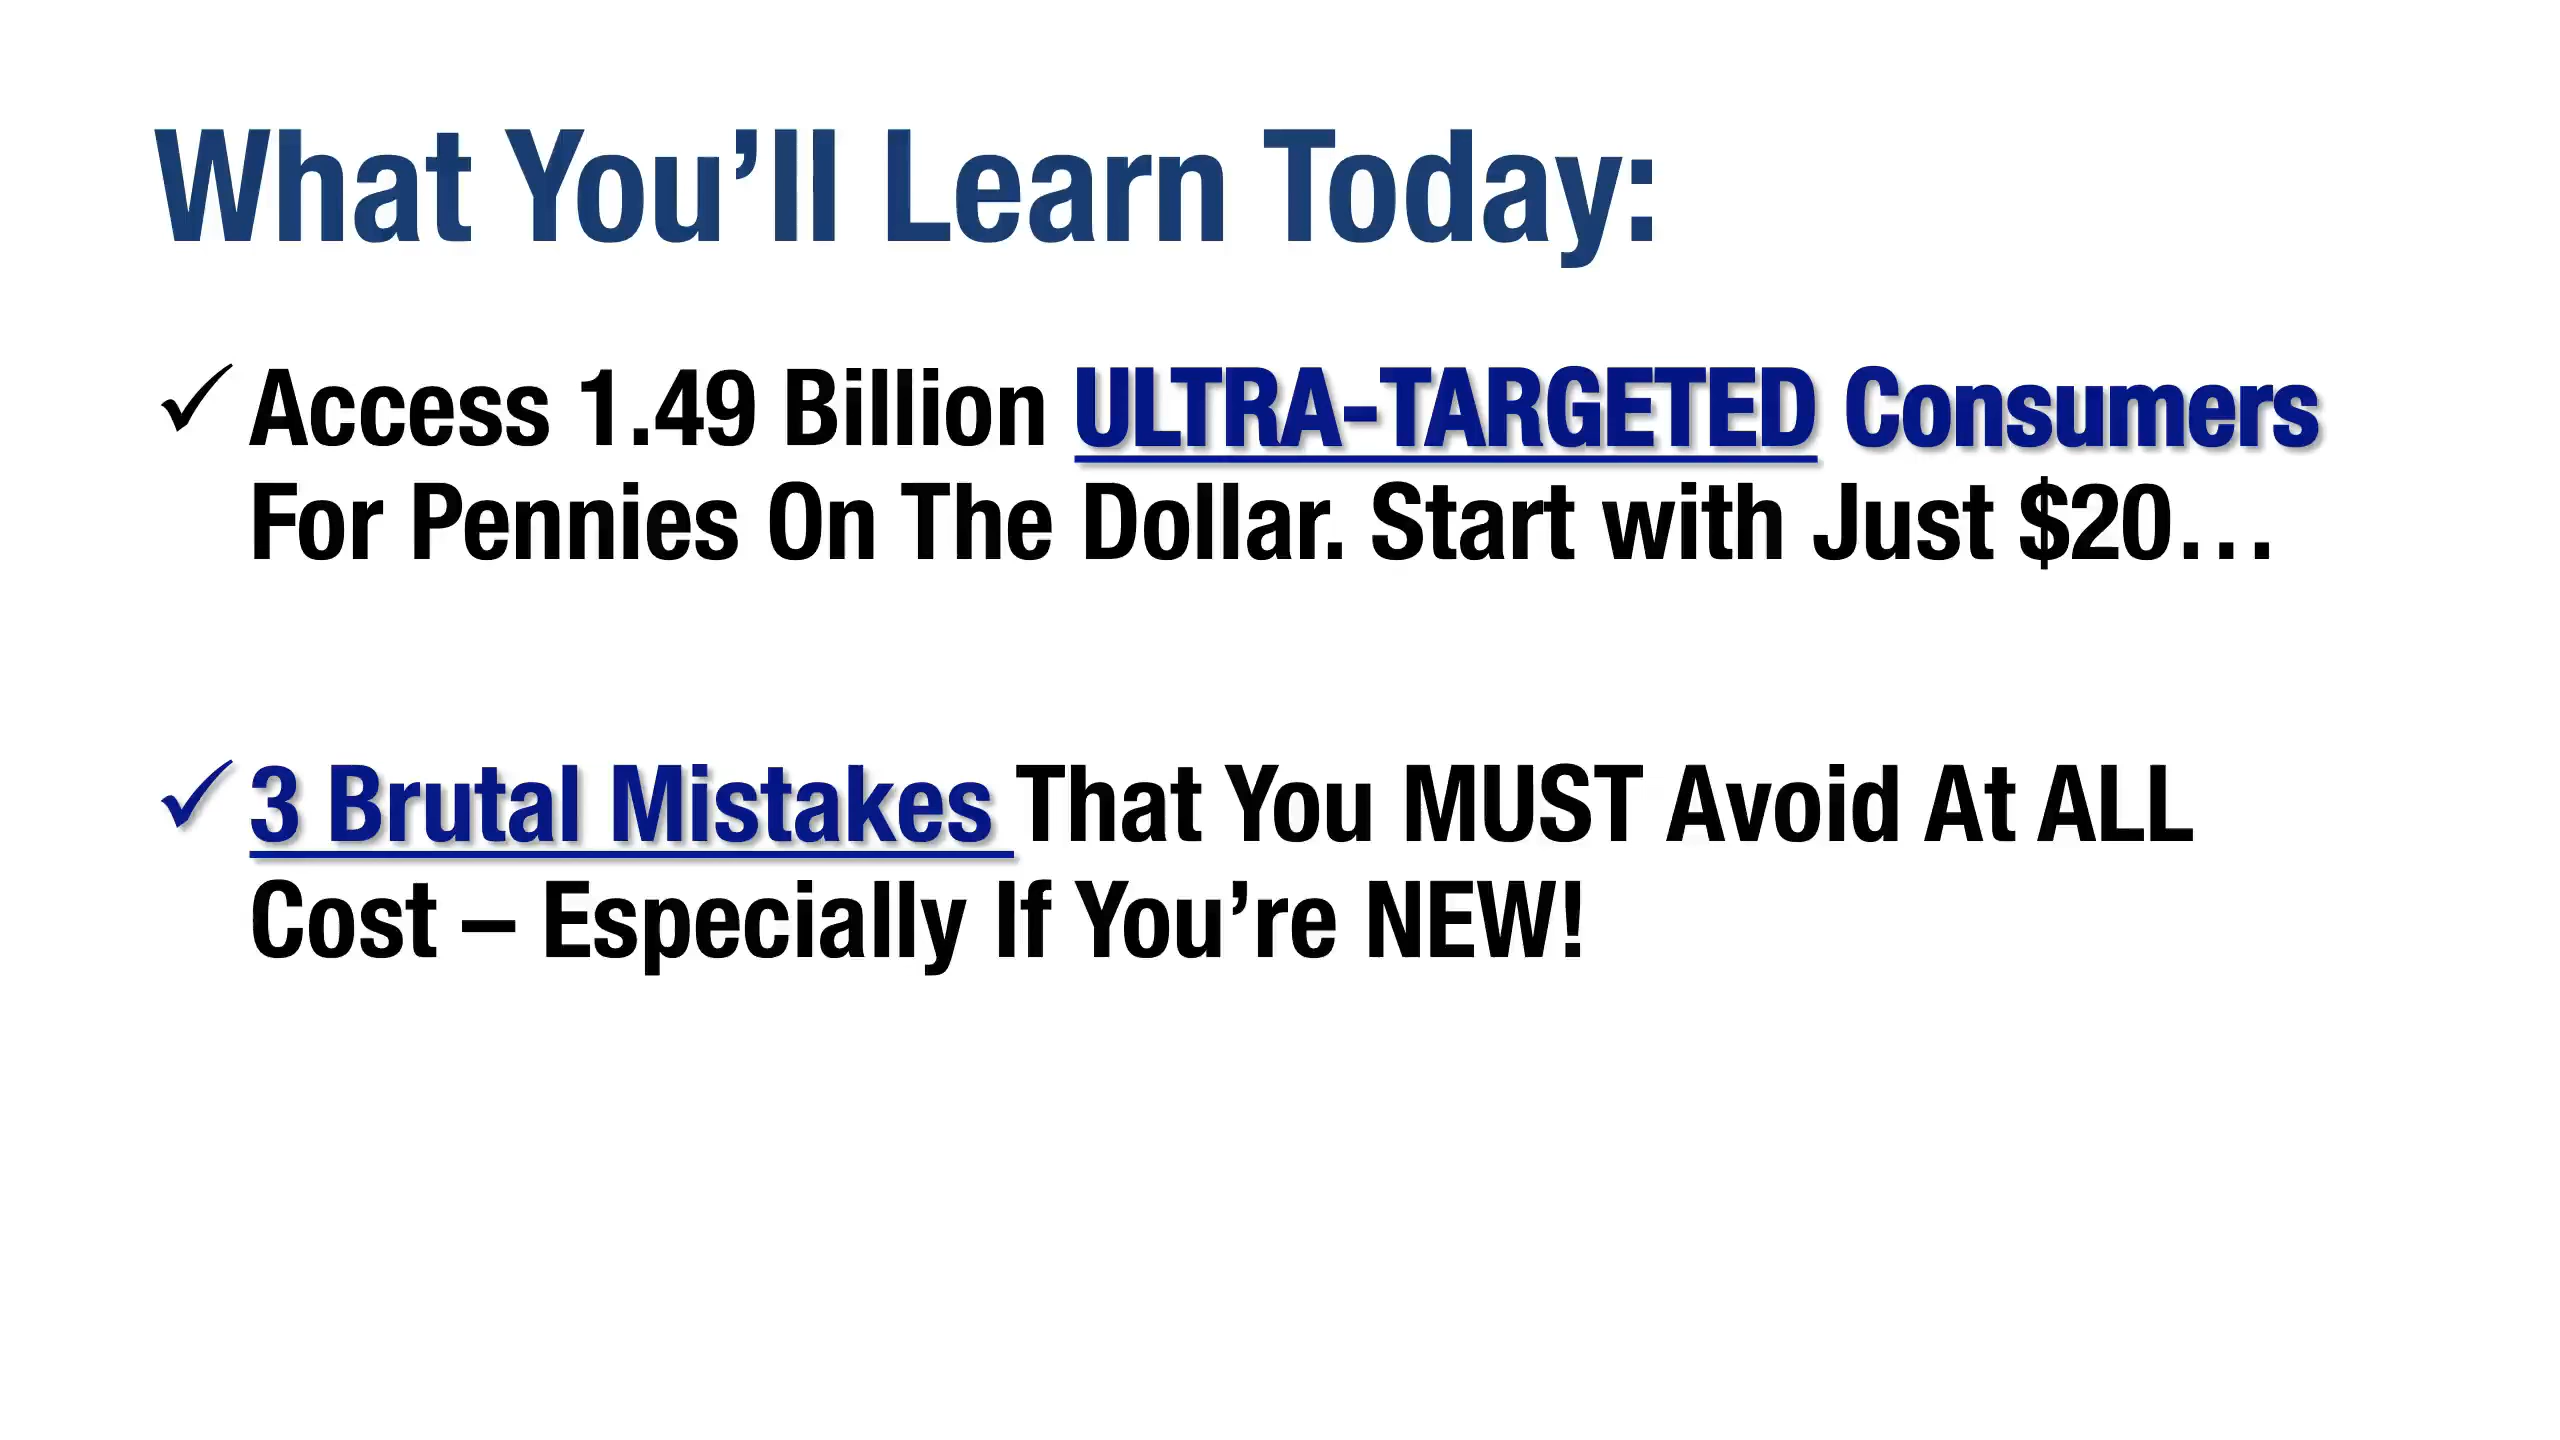 What You’ll Learn Today:
✓ Access 1.49 Billion ULTRA-TARGETED Consumers
For Pennies On The Dollar. Start with Just $20…
✓ 3 Brutal Mistakes That You MUST Avoid At ALL
Cost – Especially If You’re NEW!